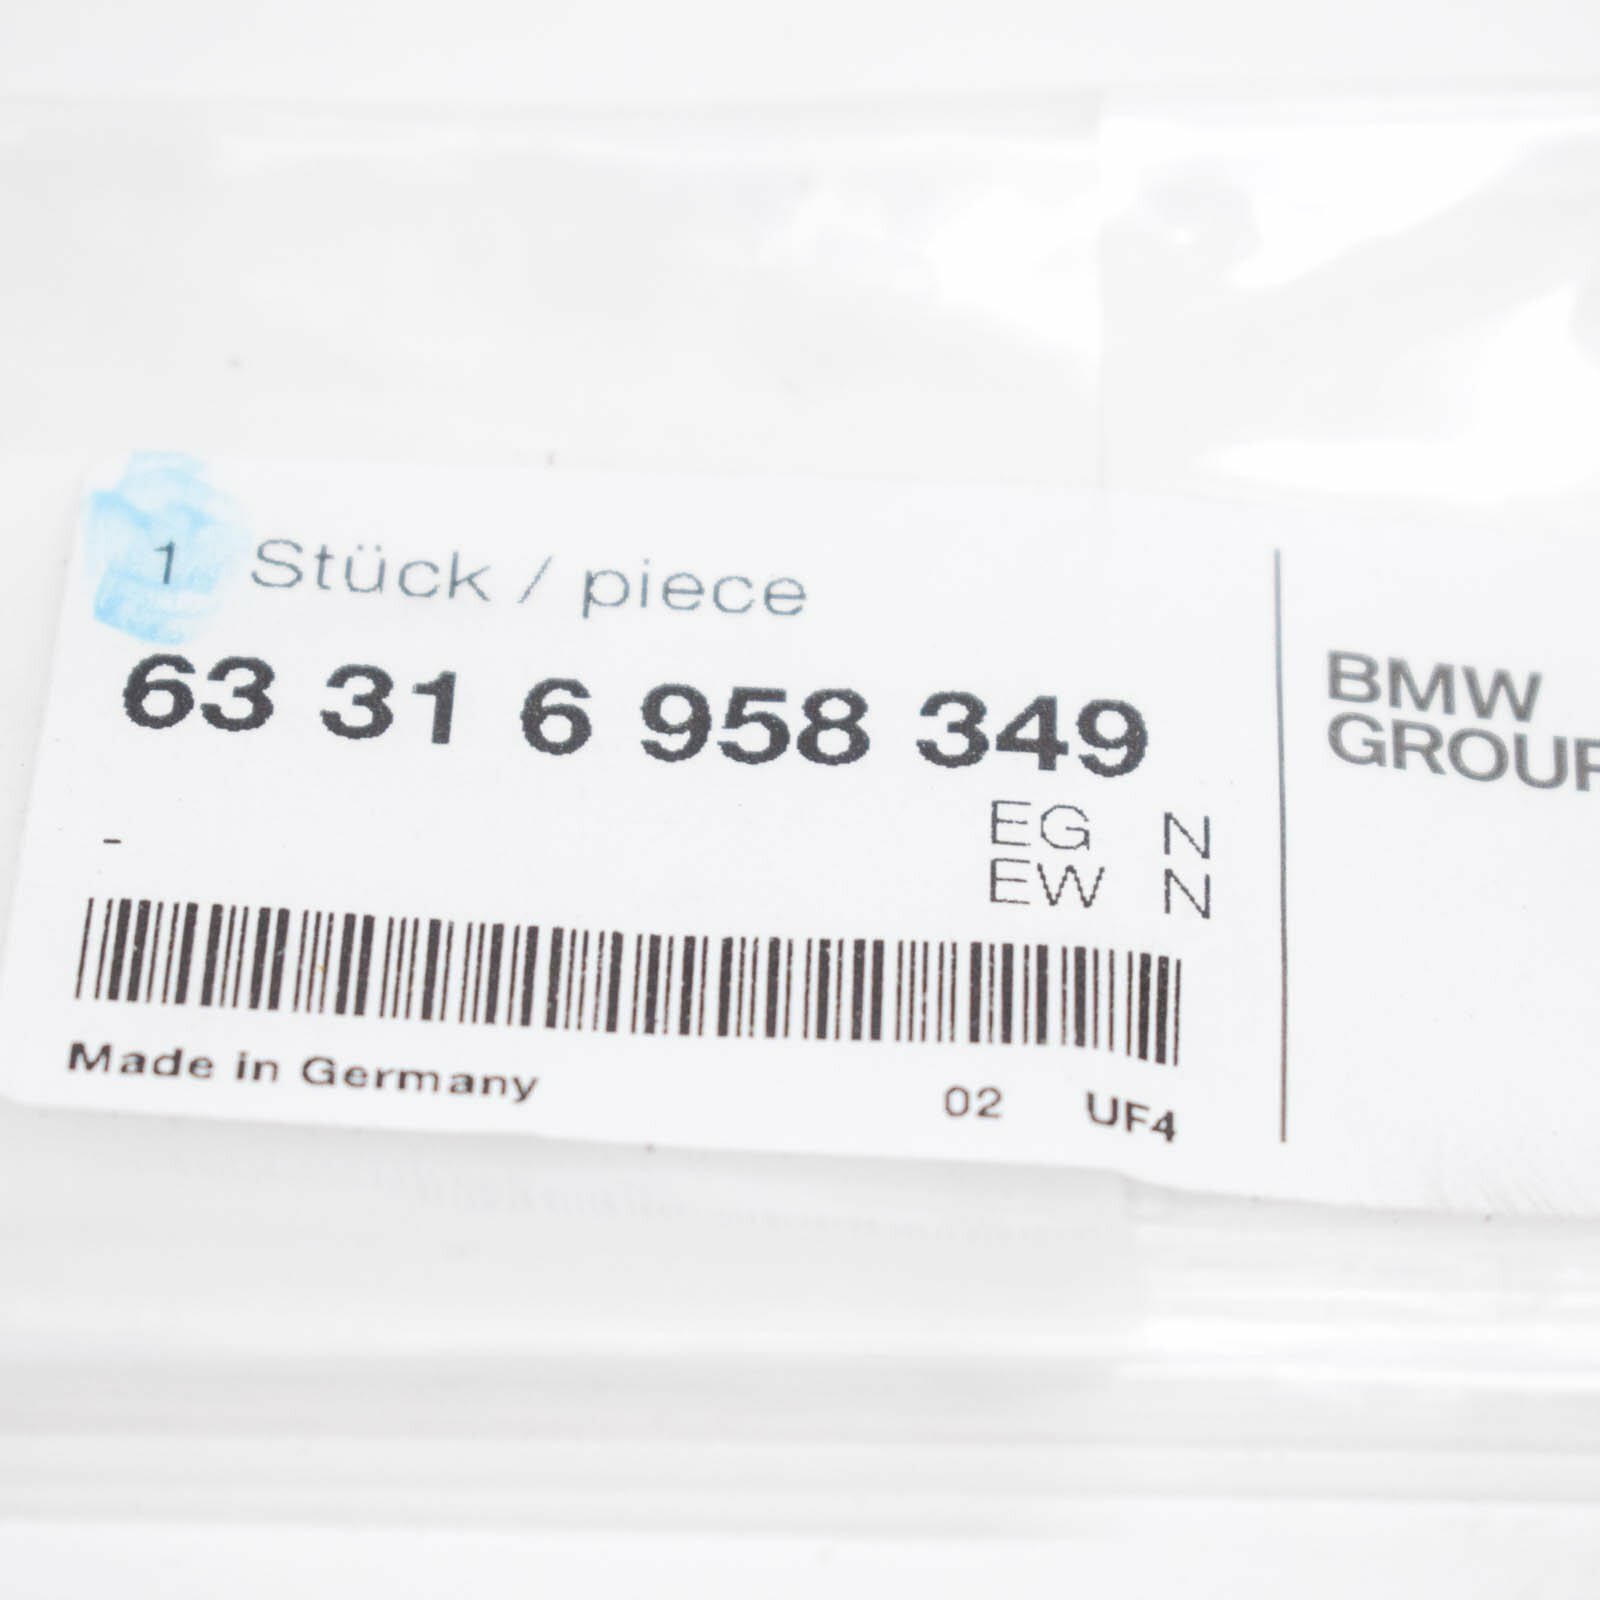 1 Stück / piece
63 31 6 958 349
EG N
- EW N
Made in Germany 02 UF4
BMW
GROUP